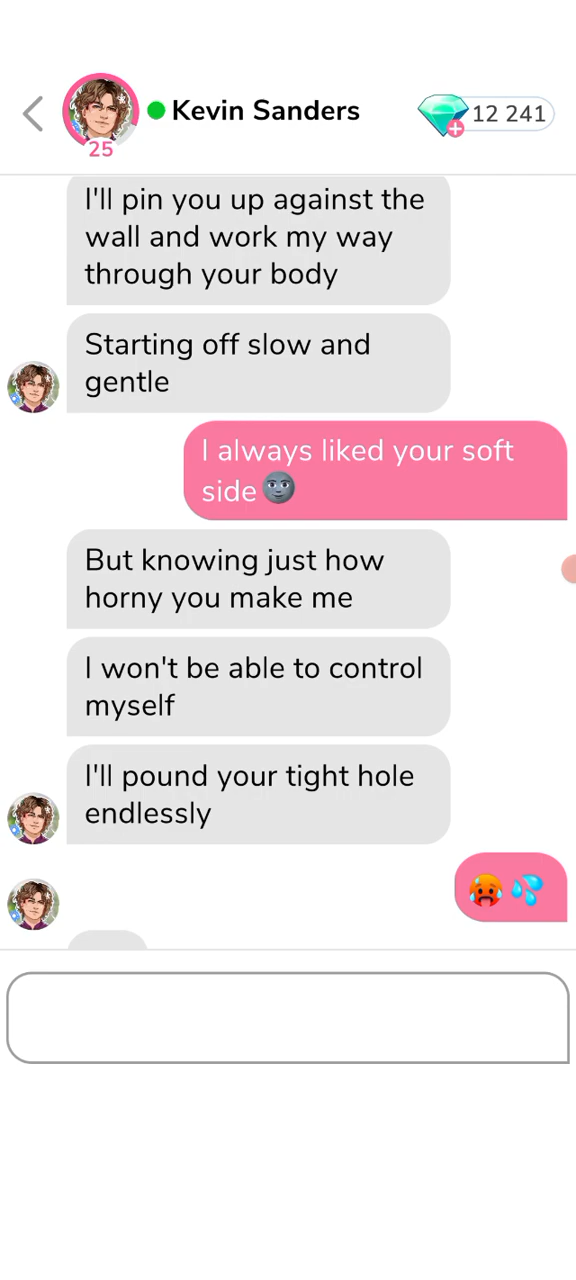 Kevin Sanders
12 241
25
I'll pin you up against the
wall and work my way
through your body
Starting off slow and
gentle
I always liked your soft
side🌚
But knowing just how
horny you make me
I won't be able to control
myself
I'll pound your tight hole
endlessly
🥵💦